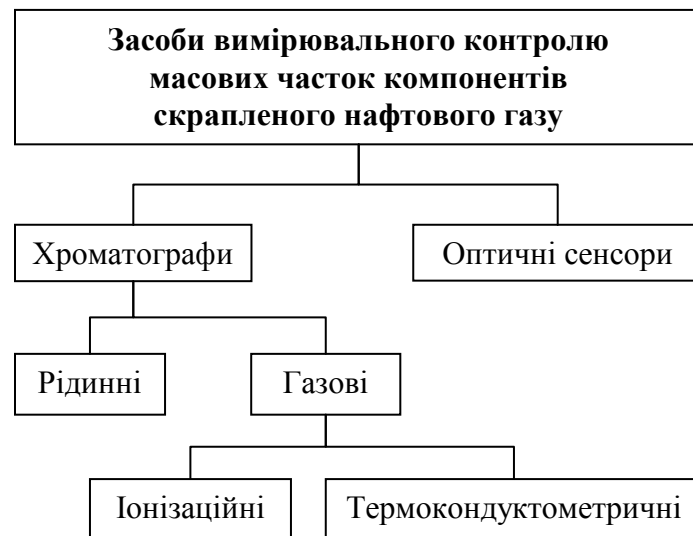 Засоби вимірювального контролю
масових часток компонентів
скрапленого нафтового газу
Хроматографи
Оптичні сенсори
Рідинні
Газові
Іонізаційні
Термокондуктометричні